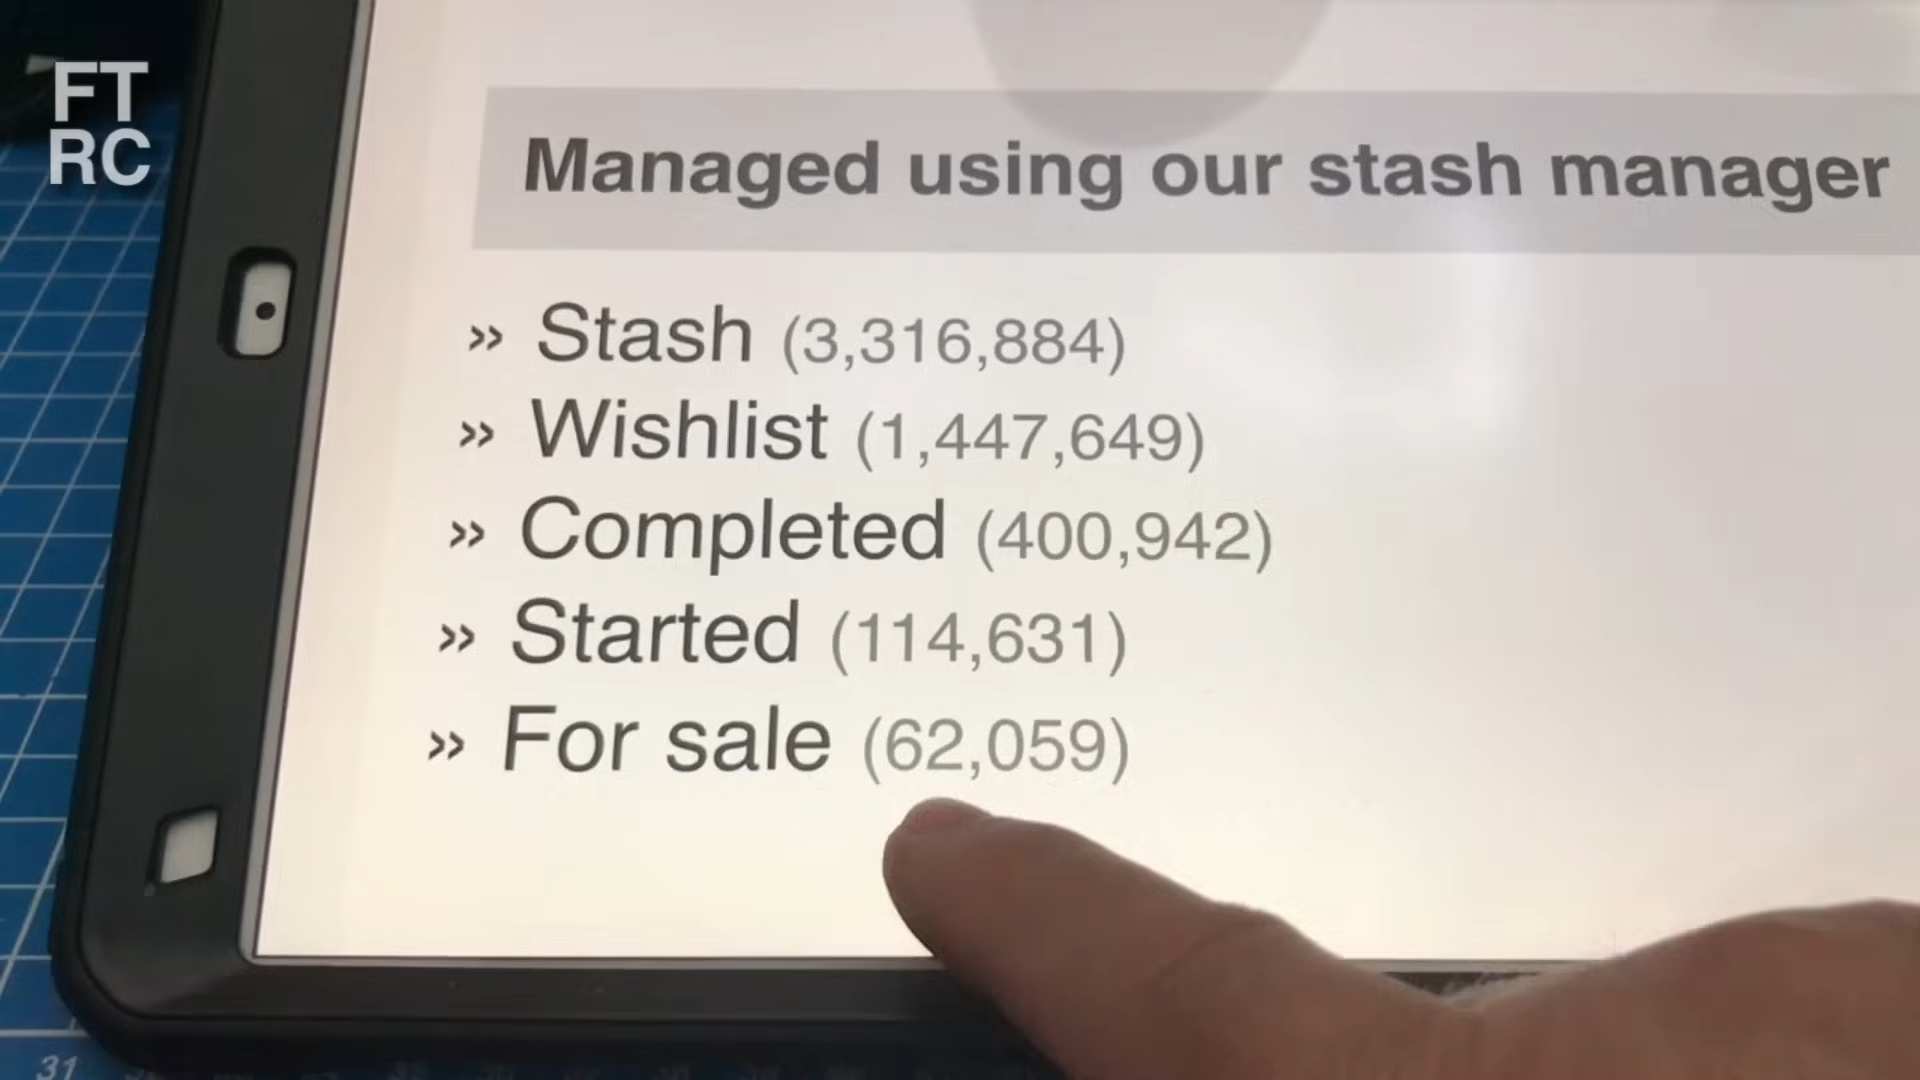 FT
RC
Managed using our stash manager
» Stash (3,316,884)
» Wishlist (1,447,649)
» Completed (400,942)
» Started (114,631)
» For sale (62,059)
31